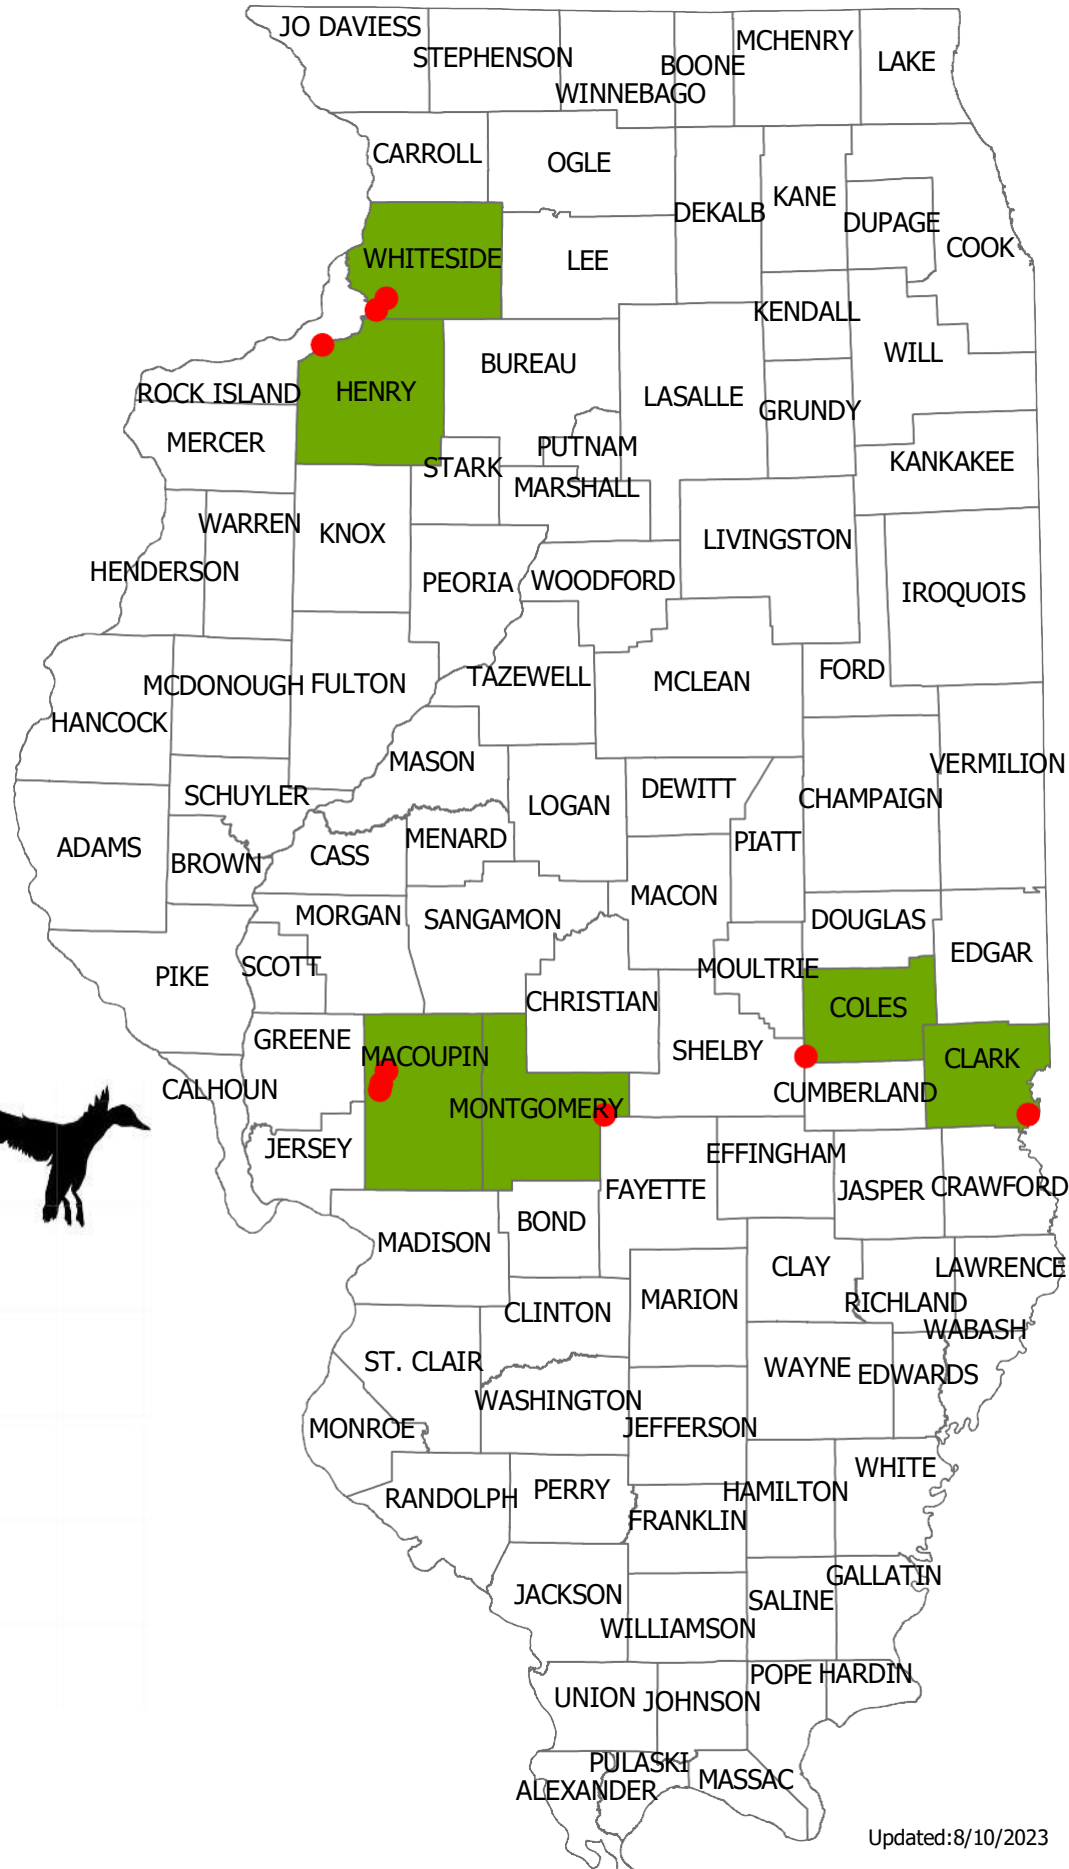 JO DAVIESS
STEPHENSON
WINNEBAGO
BOONE
MCHENRY
LAKE
CARROLL
OGLE
DEKALB
KANE
DUPAGE
COOK
WHITESIDE
LEE
KENDALL
WILL
ROCK ISLAND
HENRY
BUREAU
LASALLE
GRUNDY
MERCER
STARK
PUTNAM
MARSHALL
KANKAKEE
HENDERSON
WARREN
KNOX
PEORIA
WOODFORD
LIVINGSTON
IROQUOIS
HANCOCK
MCDONOUGH
FULTON
TAZEWELL
MCLEAN
FORD
VERMILION
MASON
SCHUYLER
LOGAN
DEWITT
CHAMPAIGN
ADAMS
BROWN
CASS
MENARD
PIATT
MACON
MORGAN
SANGAMON
DOUGLAS
EDGAR
PIKE
SCOTT
CHRISTIAN
MOULTRIE
COLES
GREENE
MACOUPIN
SHELBY
CLARK
CALHOUN
MONTGOMERY
CUMBERLAND
JERSEY
EFFINGHAM
FAYETTE
JASPER
CRAWFORD
MADISON
BOND
CLAY
LAWRENCE
CLINTON
MARION
RICHLAND
WABASH
ST. CLAIR
WAYNE
EDWARDS
WASHINGTON
MONROE
JEFFERSON
WHITE
RANDOLPH
PERRY
HAMILTON
FRANKLIN
GALLATIN
JACKSON
SALINE
WILLIAMSON
POPE
HARDIN
UNION
JOHNSON
PULASKI
ALEXANDER
MASSAC
Updated:8/10/2023